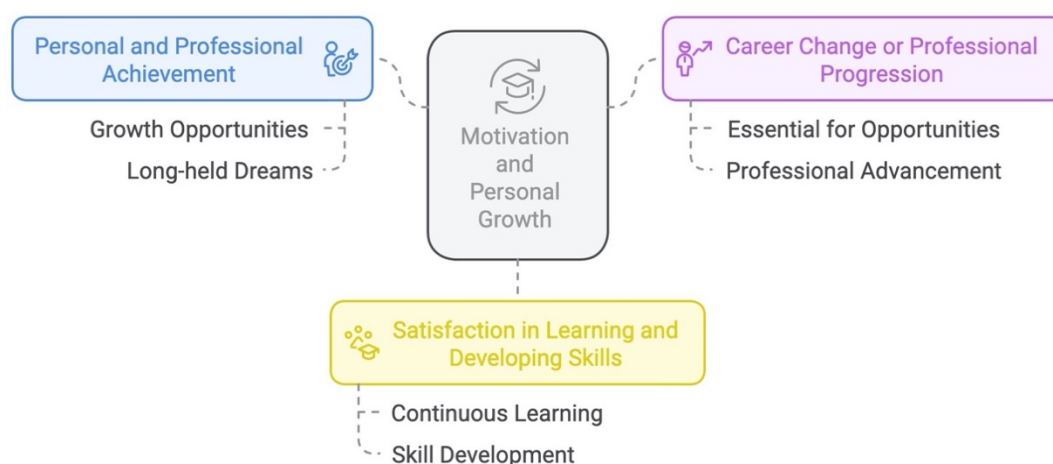 Personal and Professional
Achievement
Growth Opportunities
Long-held Dreams
Motivation
and
Personal
Growth
Career Change or Professional
Progression
Essential for Opportunities
Professional Advancement
Satisfaction in Learning and
Developing Skills
Continuous Learning
Skill Development